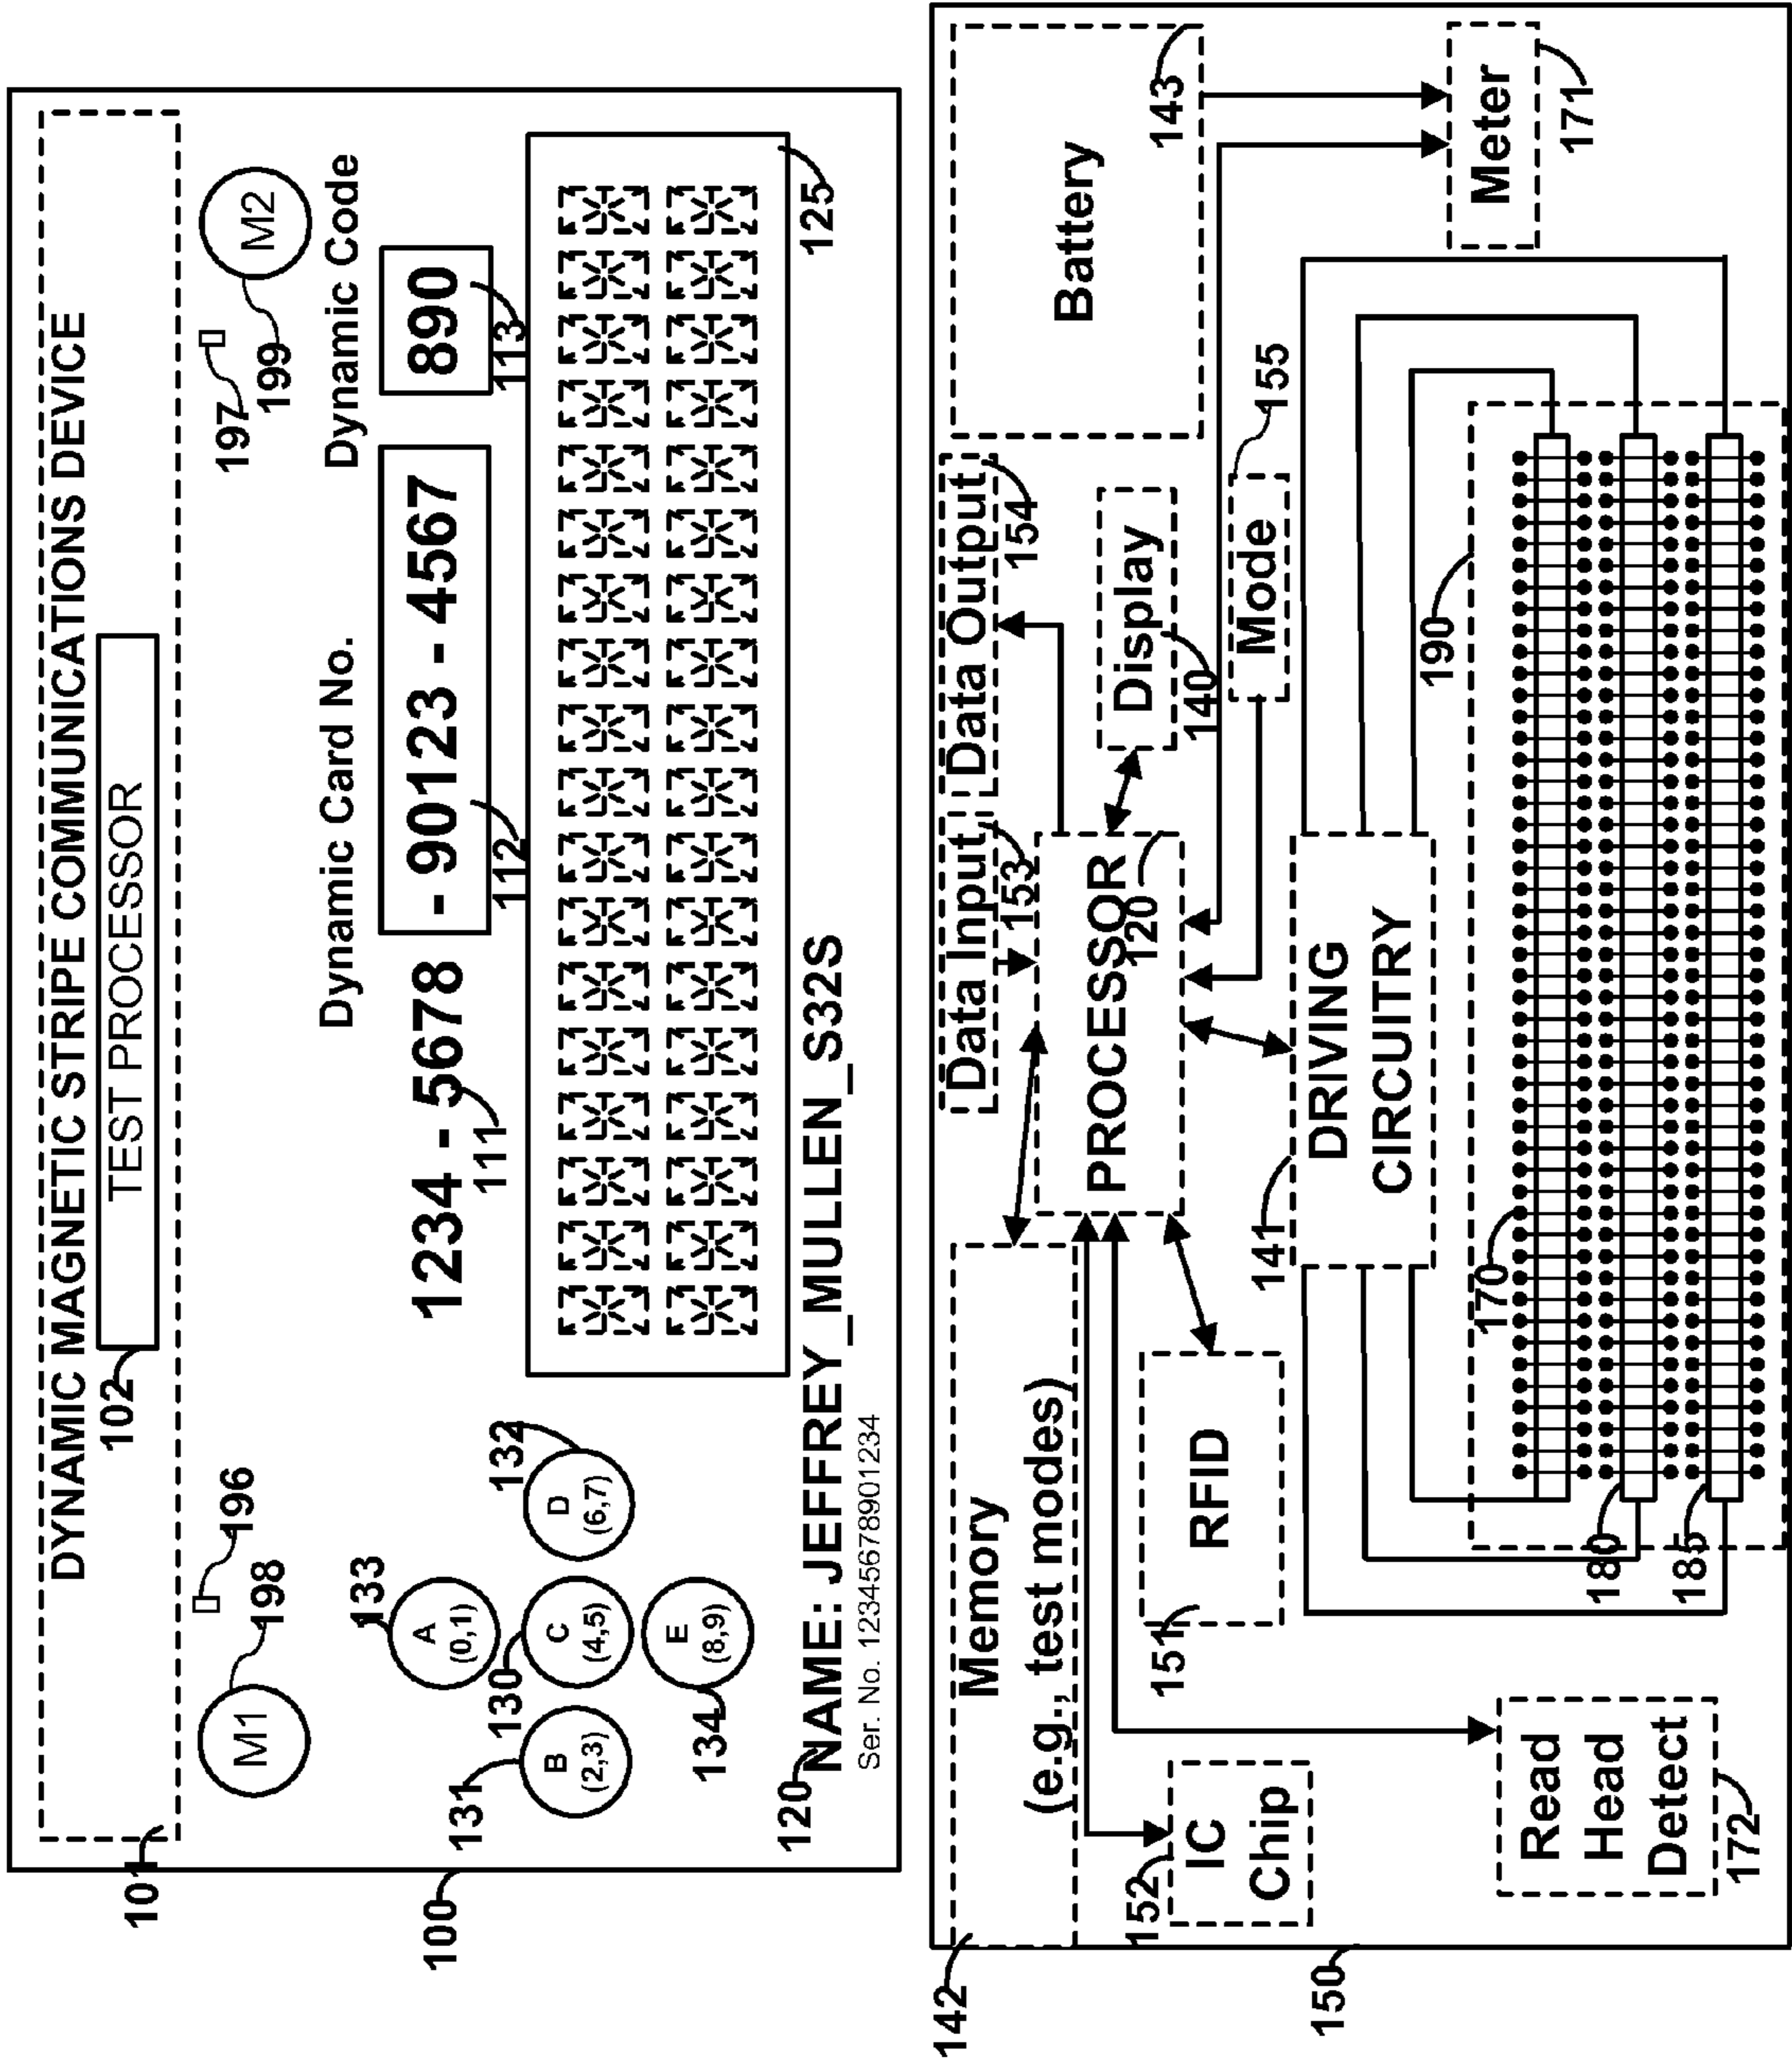 DYNAMIC MAGNETIC STRIPE COMMUNICATIONS DEVICE
TEST PROCESSOR
101
102
M1
196
198
197
199
M2
Dynamic Card No.
Dynamic Code
1234 - 5678 - 90123 - 4567
890
111
112
113
100
133
A
(0,1)
131
B
(2,3)
130
C
(4,5)
132
D
(6,7)
134
E
(8,9)
125
120
NAME: JEFFREY_MULLEN_S32S
Ser. No. 12345678901234
142
Memory
(e.g., test modes)
Data Input
153
Data Output
154
Battery
143
PROCESSOR
120
Display
140
Mode
155
152
IC
Chip
151
RFID
141
DRIVING
CIRCUITRY
150
Read
Head
Detect
172
170
190
180
185
Meter
171